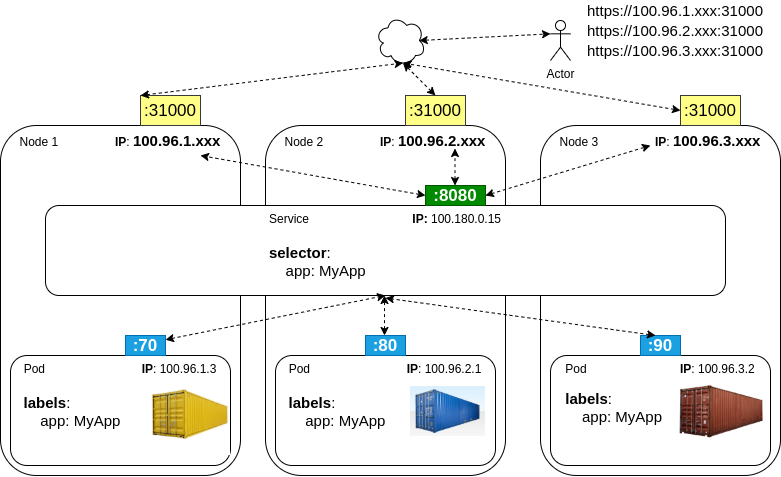 https://100.96.1.xxx:31000
https://100.96.2.xxx:31000
https://100.96.3.xxx:31000
Actor
:31000
:31000
:31000
Node 1
IP: 100.96.1.xxx
Node 2
IP: 100.96.2.xxx
Node 3
IP: 100.96.3.xxx
:8080
Service
IP: 100.180.0.15
selector:
app: MyApp
:70
:80
:90
Pod
IP: 100.96.1.3
labels:
app: MyApp
Pod
IP: 100.96.2.1
labels:
app: MyApp
Pod
IP: 100.96.3.2
labels:
app: MyApp